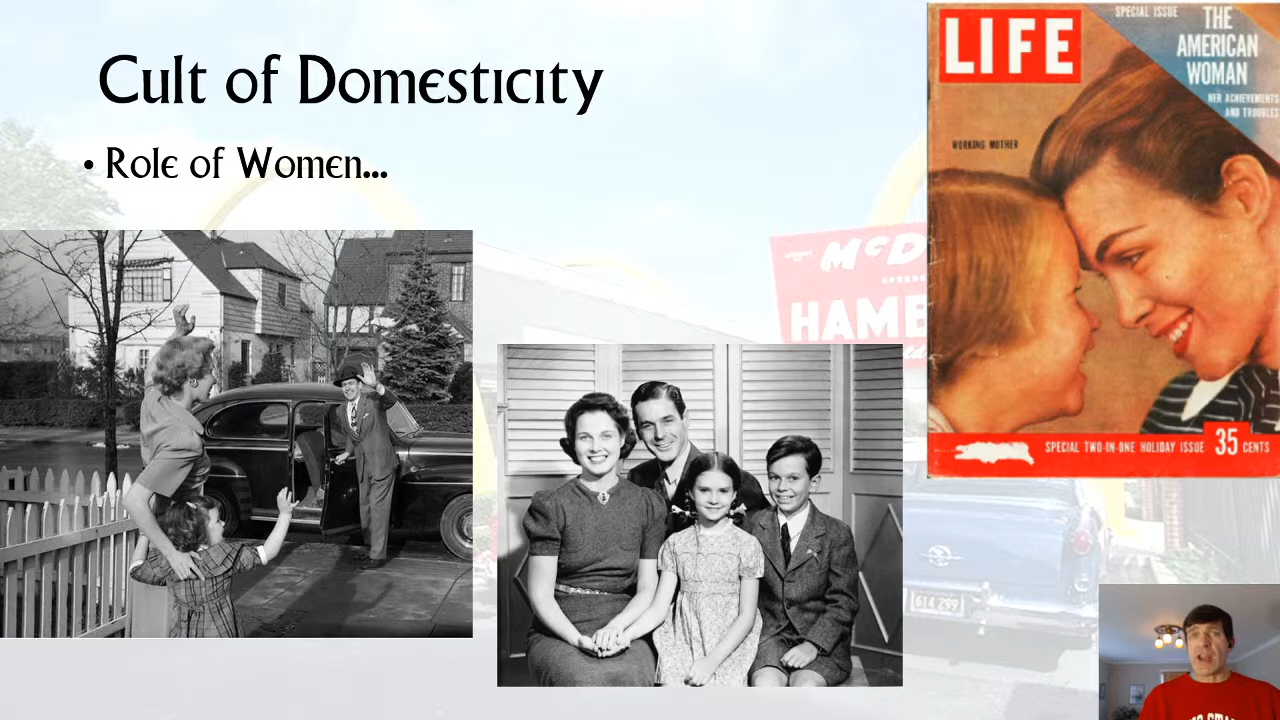 Cult of Domesticity
• Role of Women...
LIFE
SPECIAL ISSUE
THE
AMERICAN
WOMAN
HER ACHIEVEMENTS
AND TROUBLES
WORKING MOTHER
SPECIAL TWO-IN-ONE HOLIDAY ISSUE 35 CENTS
McD
HAMB
614 299